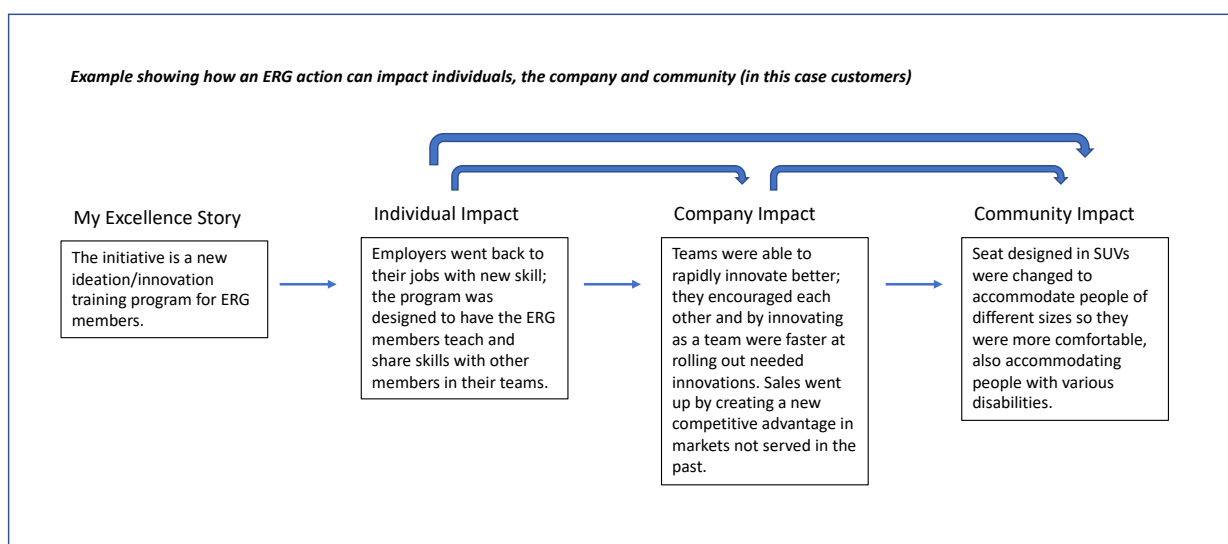 Example showing how an ERG action can impact individuals, the company and community (in this case customers)
My Excellence Story
The initiative is a new
ideation/innovation
training program for ERG
members.
Individual Impact
Employers went back to
their jobs with new skill;
the program was
designed to have the ERG
members teach and
share skills with other
members in their teams.
Company Impact
Teams were able to
rapidly innovate better;
they encouraged each
other and by innovating
as a team were faster at
rolling out needed
innovations. Sales went
up by creating a new
competitive advantage in
markets not served in the
past.
Community Impact
Seat designed in SUVs
were changed to
accommodate people of
different sizes so they
were more comfortable,
also accommodating
people with various
disabilities.